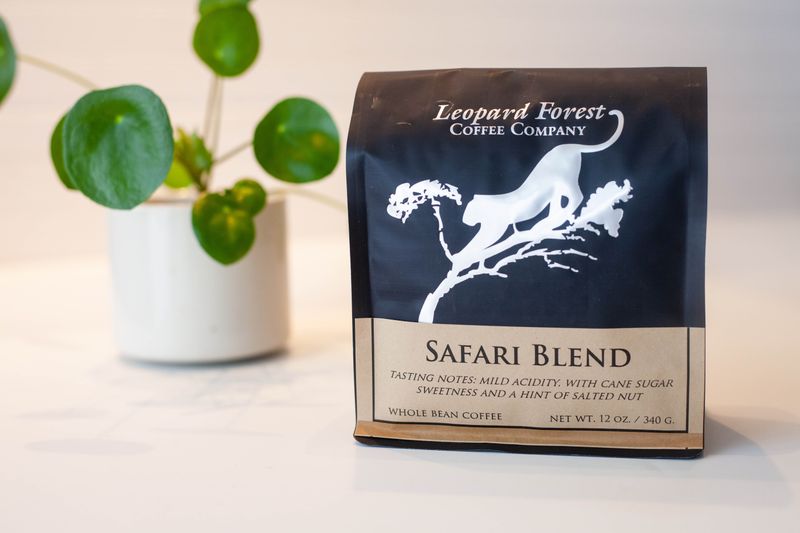 Leopard Forest
Coffee Company
Safari Blend
Tasting notes: mild acidity, with cane sugar
sweetness and a hint of salted nut
Whole bean coffee
Net wt. 12 oz. / 340 g.